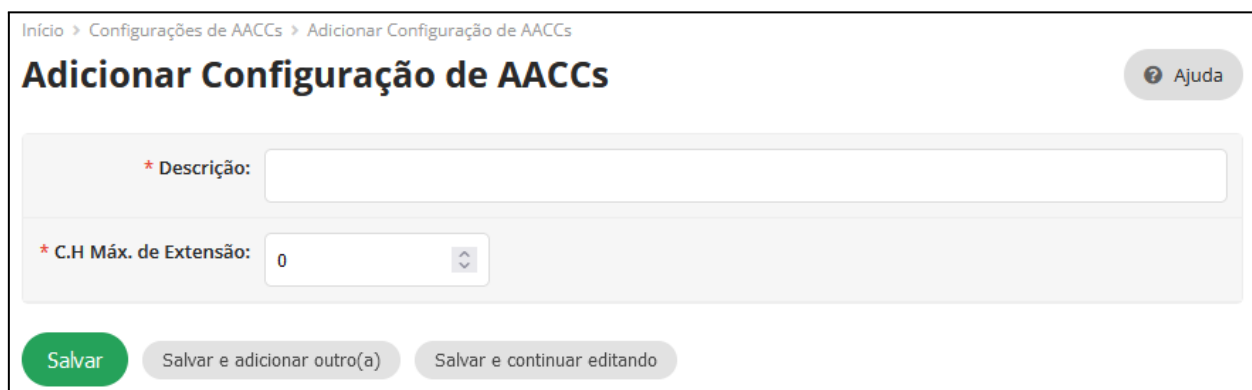 Início > Configurações de AACCs > Adicionar Configuração de AACCs
Adicionar Configuração de AACCs
Ajuda
* Descrição:
* C.H Máx. de Extensão: 0
Salvar Salvar e adicionar outro(a) Salvar e continuar editando